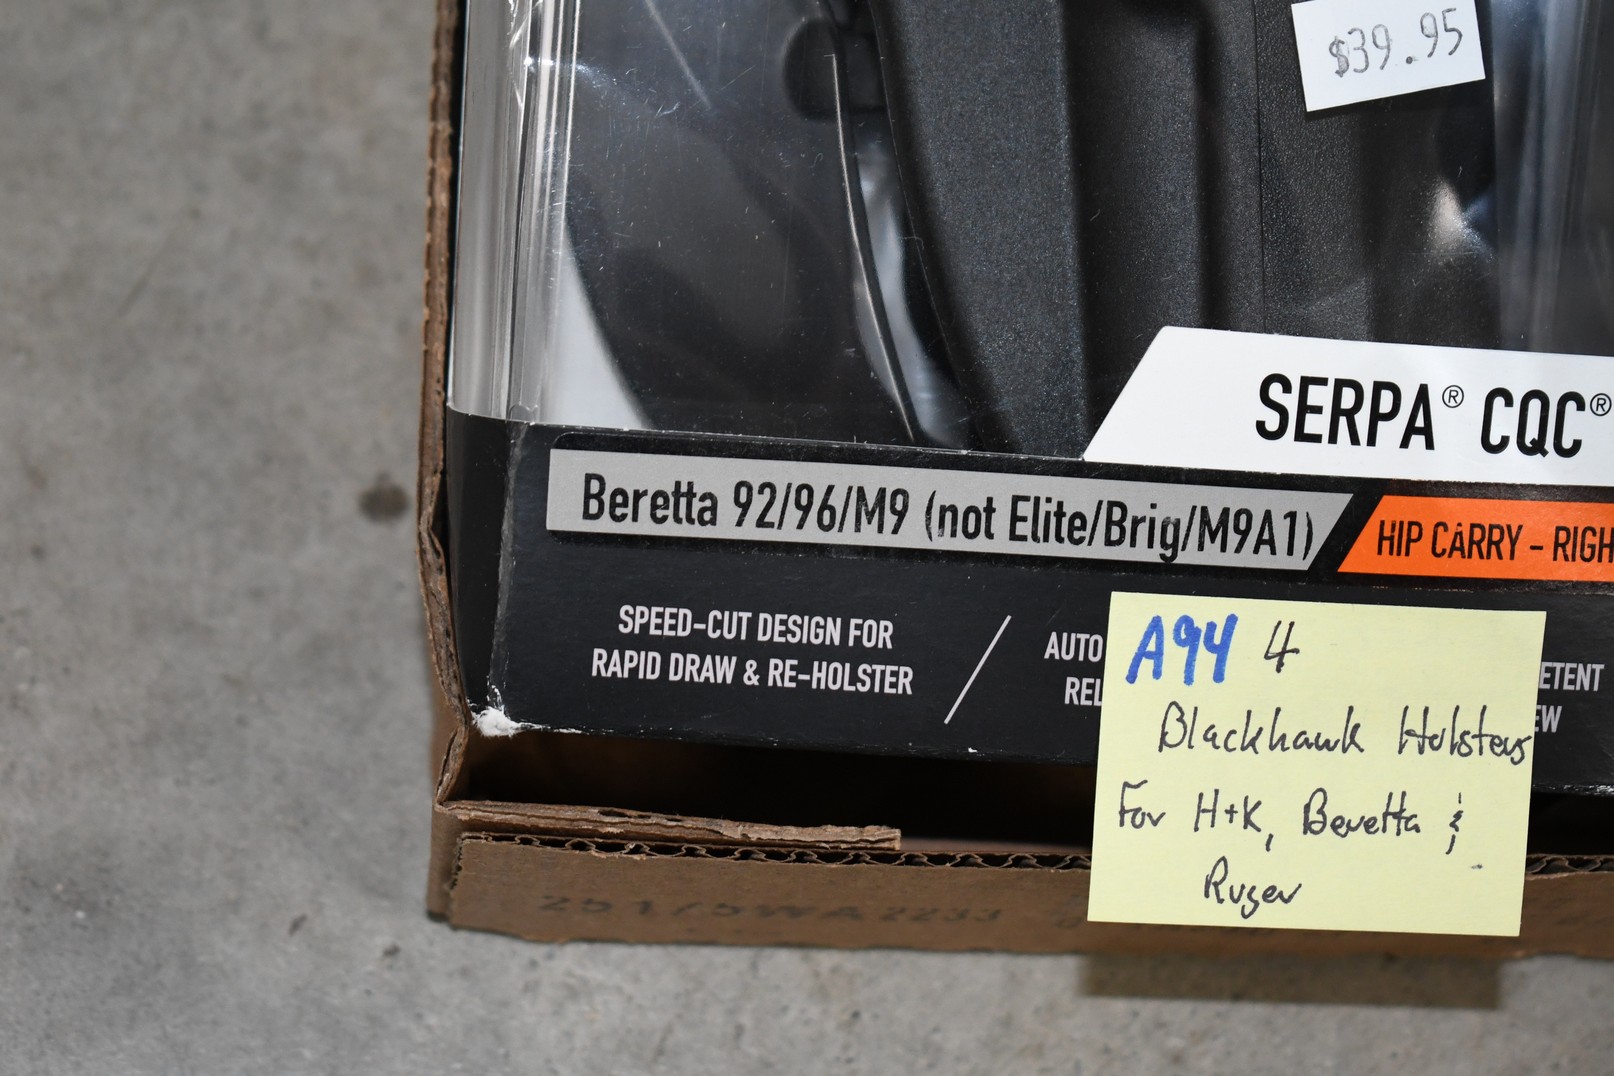 $39.95
SERPA® CQC®
Beretta 92/96/M9 (not Elite/Brig/M9A1)
HIP CARRY - RIGH
SPEED-CUT DESIGN FOR
RAPID DRAW & RE-HOLSTER
AUTO
REL
ETENT
EW
A94 4
Blackhawk Holsters
For H+K, Beretta &
Ruger